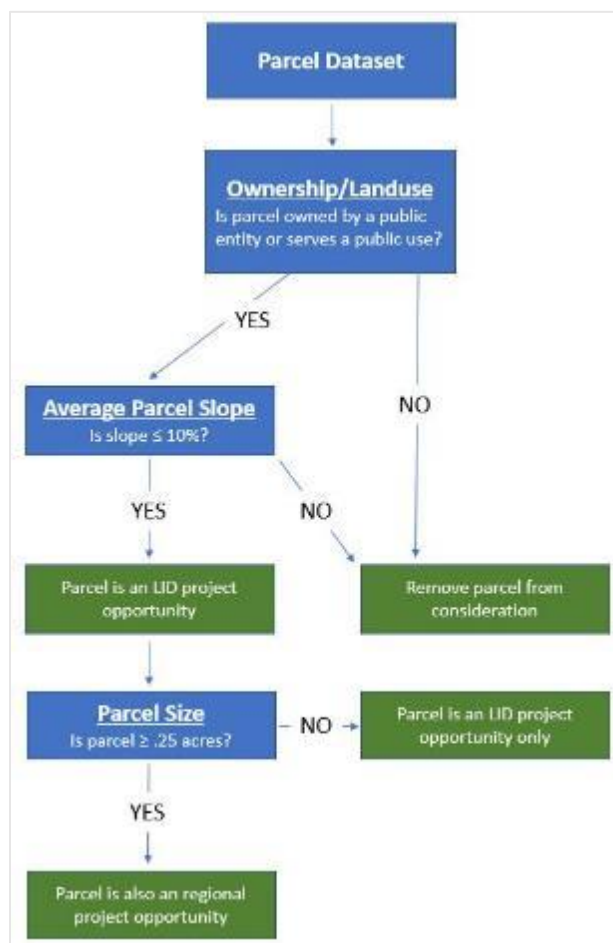 Parcel Dataset
Ownership/Landuse
Is parcel owned by a public
entity or serves a public use?
YES
NO
Average Parcel Slope
Is slope ≤ 10%?
YES
NO
Parcel is an LID project
opportunity
Remove parcel from
consideration
Parcel Size
Is parcel ≥ .25 acres?
NO
Parcel is an LID project
opportunity only
YES
Parcel is also an regional
project opportunity